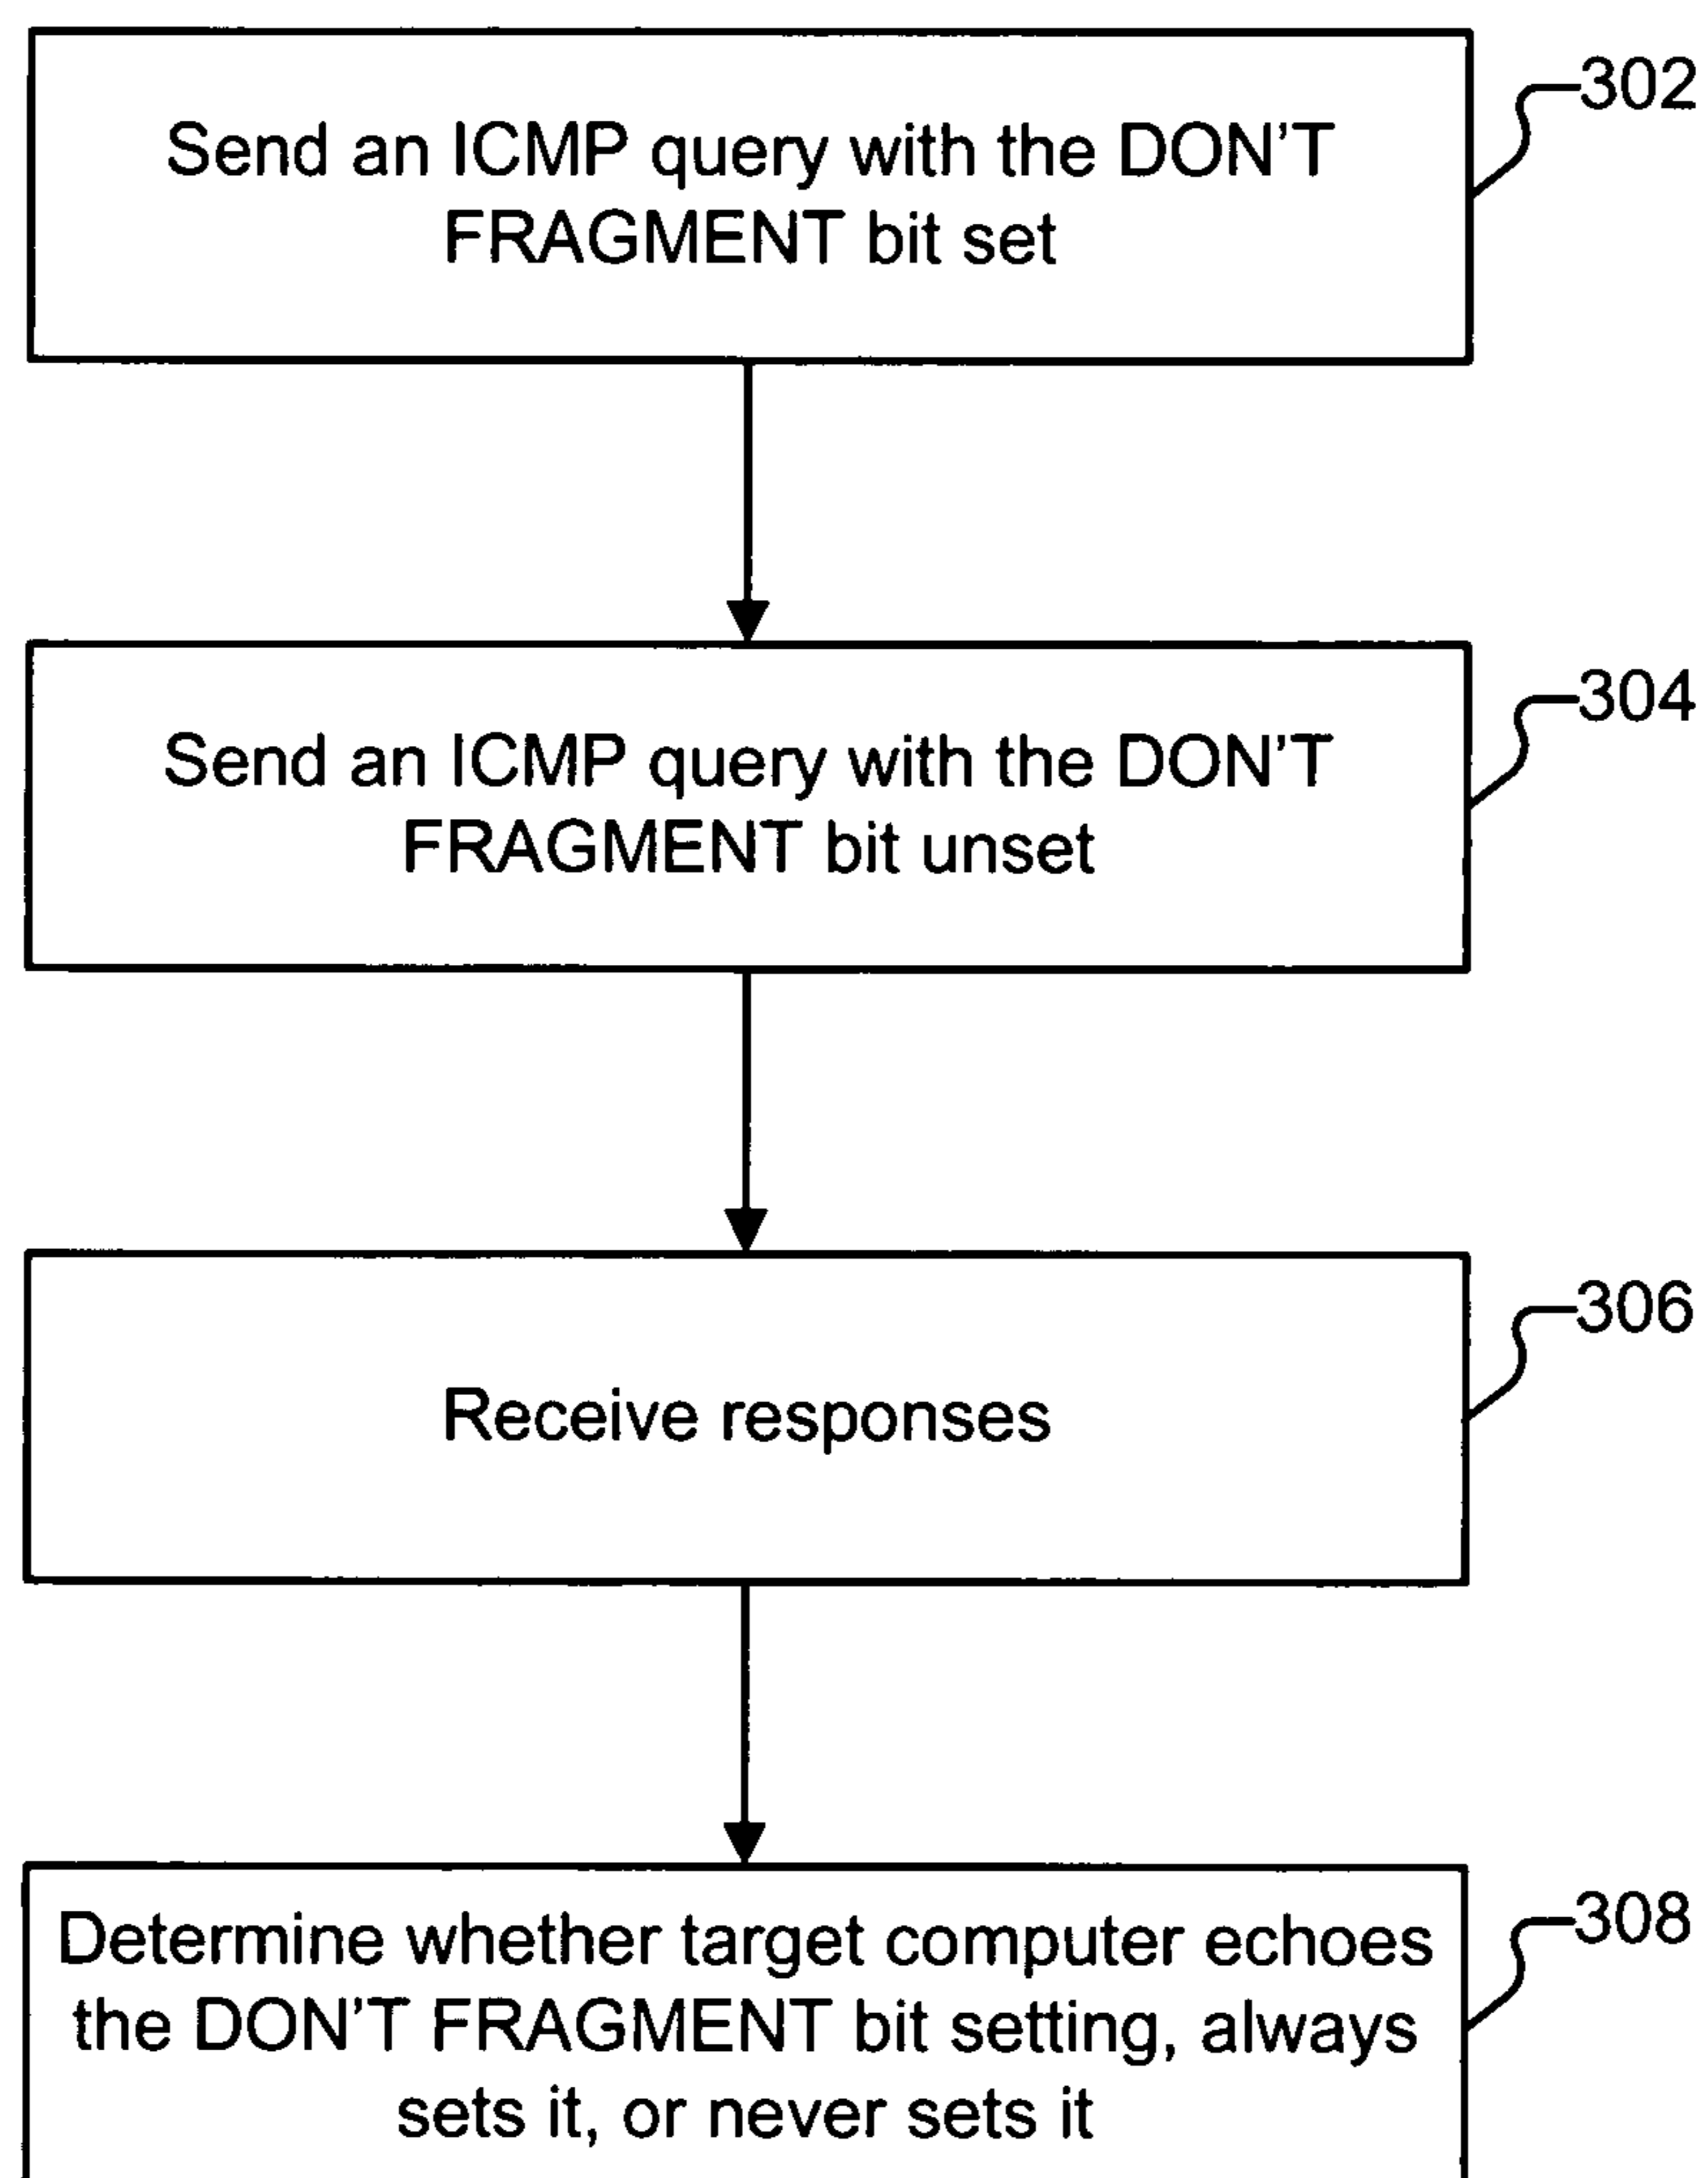 302
Send an ICMP query with the DON'T
FRAGMENT bit set
304
Send an ICMP query with the DON'T
FRAGMENT bit unset
306
Receive responses
308
Determine whether target computer echoes
the DON'T FRAGMENT bit setting, always
sets it, or never sets it